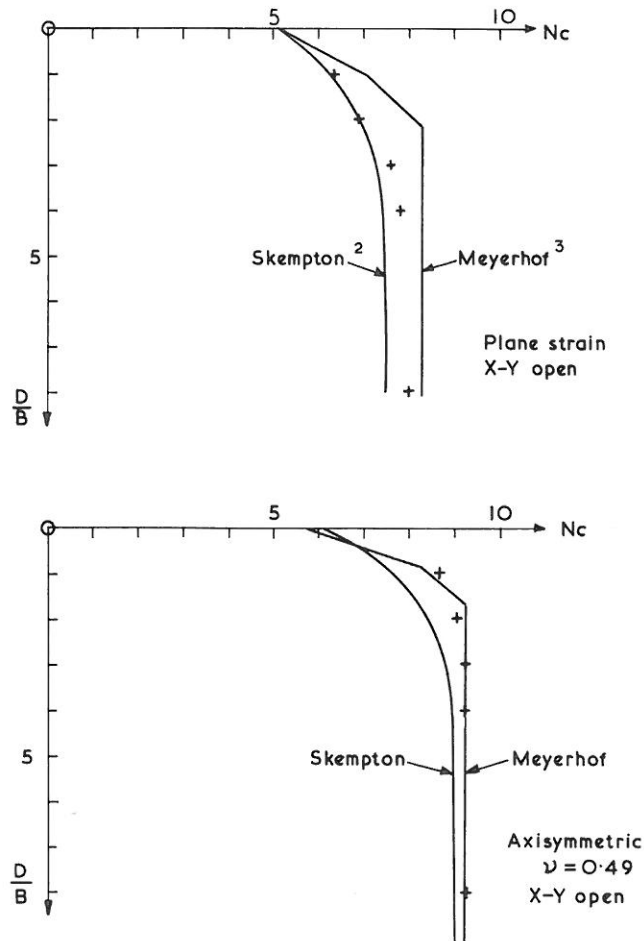 5 10 Nc
5
Skempton 2 Meyerhof 3
Plane strain
X-Y open
D
B
5 10 Nc
5
Skempton Meyerhof
Axisymmetric
ν = 0·49
X-Y open
D
B